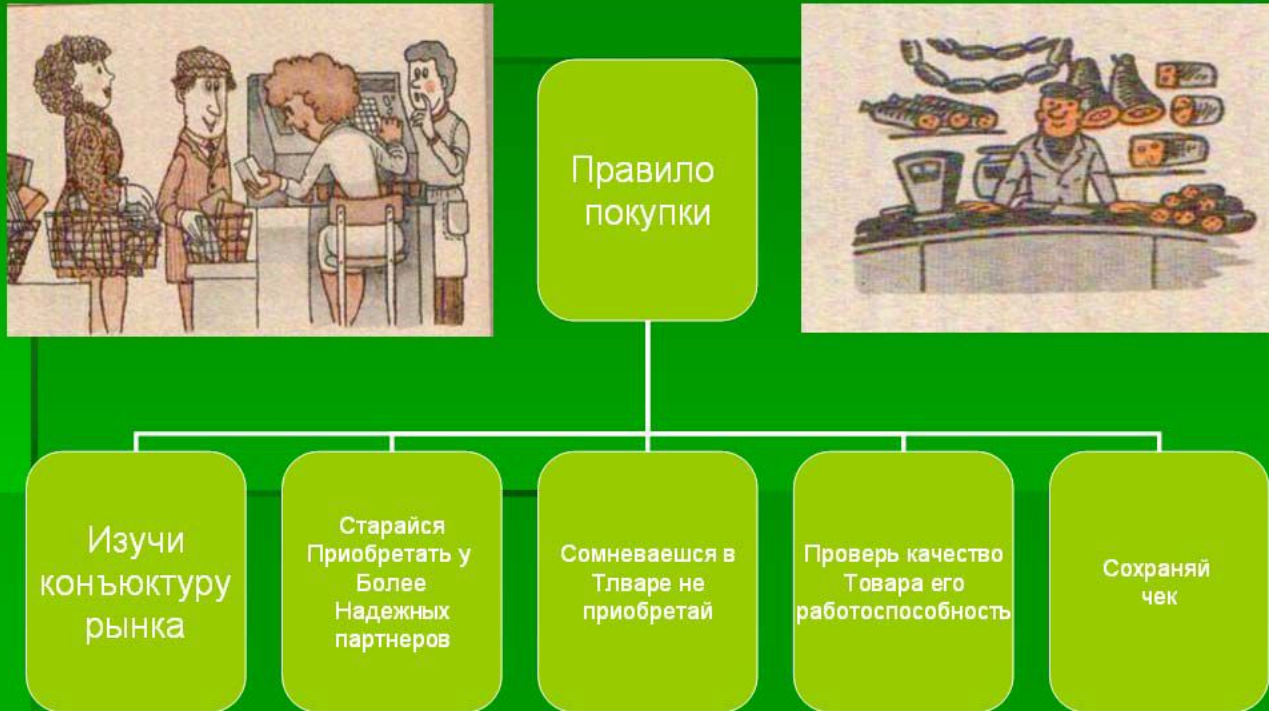 Правило
покупки
Изучи
конъюктуру
рынка
Старайся
Приобретать у
Более
Надежных
партнеров
Сомневаешся в
Тлваре не
приобретай
Проверь качество
Товара его
работоспособность
Сохраняй
чек